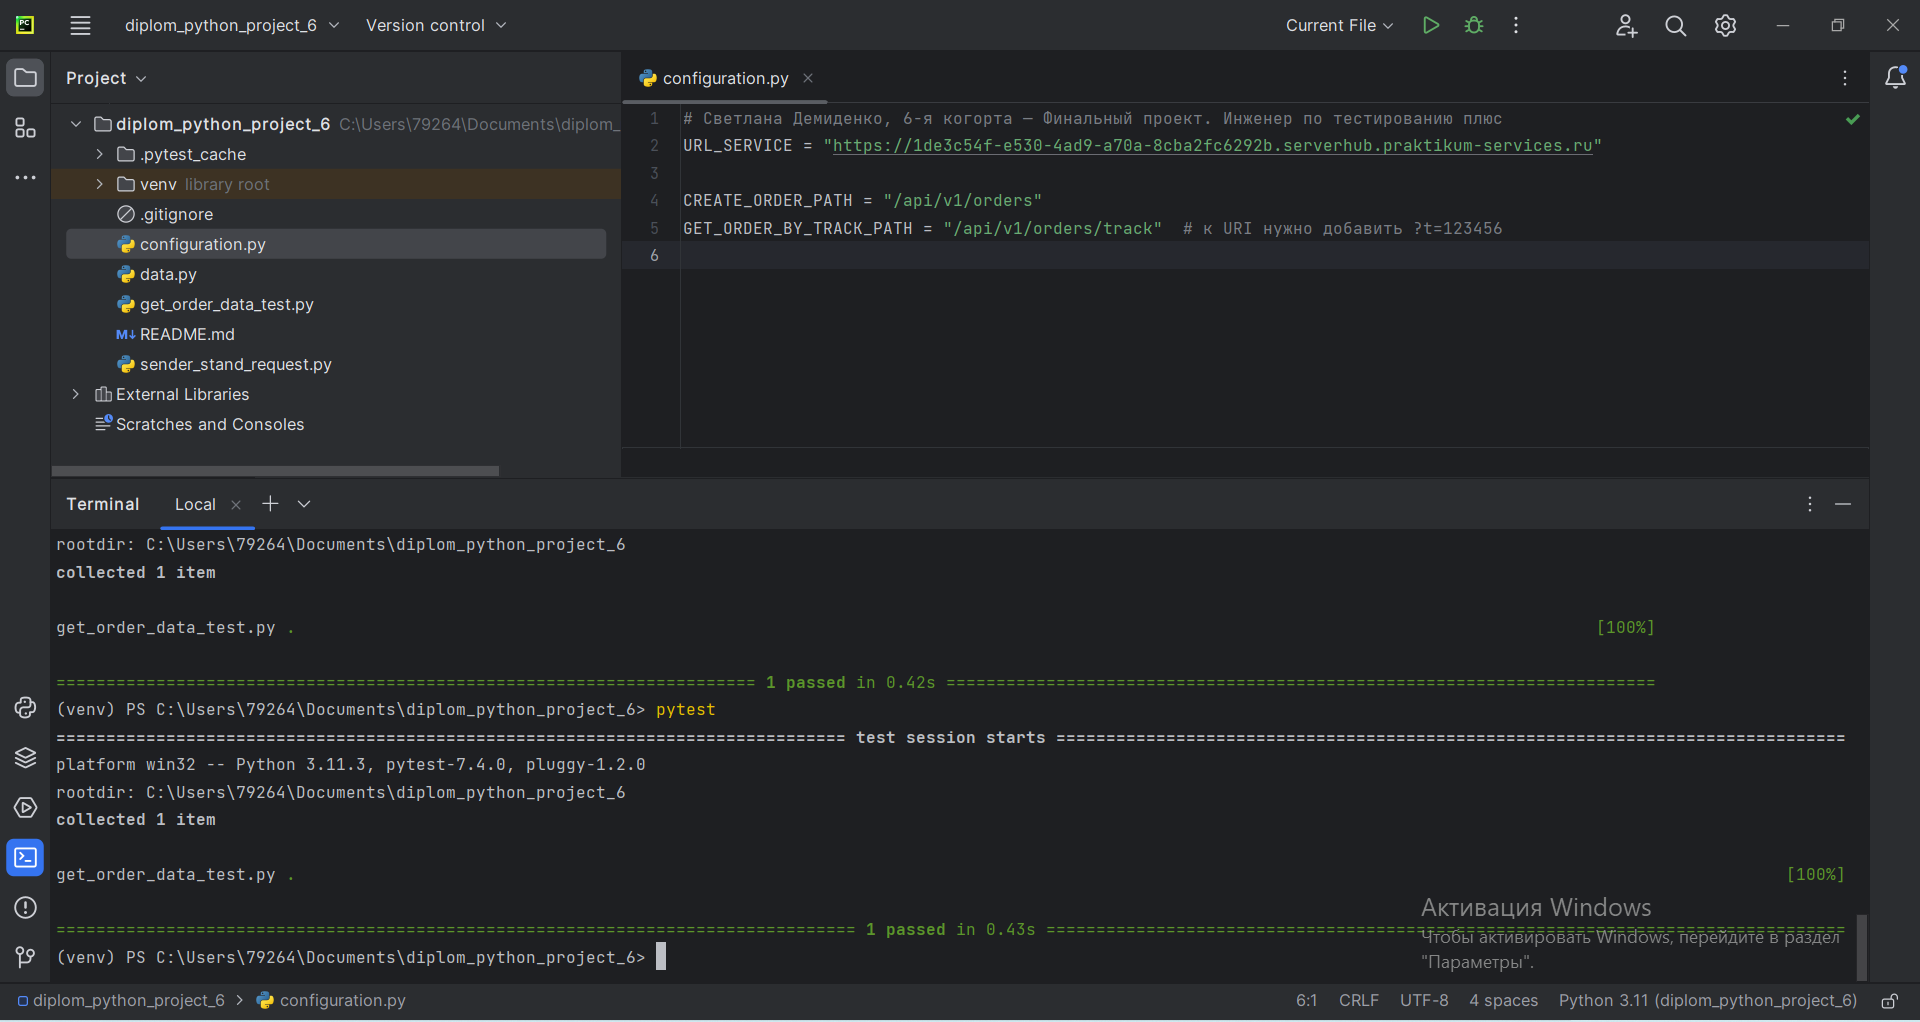 diplom_python_project_6 Version control Current File
Project
configuration.py
diplom_python_project_6 C:\Users\79264\Documents\diplom_
.pytest_cache
venv library root
.gitignore
configuration.py
data.py
get_order_data_test.py
README.md
sender_stand_request.py
External Libraries
Scratches and Consoles
1 # Светлана Демиденко, 6-я когорта — Финальный проект. Инженер по тестированию плюс
2 URL_SERVICE = "https://1de3c54f-e530-4ad9-a70a-8cba2fc6292b.serverhub.praktikum-services.ru"
3
4 CREATE_ORDER_PATH = "/api/v1/orders"
5 GET_ORDER_BY_TRACK_PATH = "/api/v1/orders/track"  # к URI нужно добавить ?t=123456
6
Terminal Local
rootdir: C:\Users\79264\Documents\diplom_python_project_6
collected 1 item
get_order_data_test.py . [100%]
====================================================================== 1 passed in 0.42s =======================================================================
(venv) PS C:\Users\79264\Documents\diplom_python_project_6> pytest
=============================================================================== test session starts ===============================================================================
platform win32 -- Python 3.11.3, pytest-7.4.0, pluggy-1.2.0
rootdir: C:\Users\79264\Documents\diplom_python_project_6
collected 1 item
get_order_data_test.py . [100%]
================================================================================ 1 passed in 0.43s ================================================================================
(venv) PS C:\Users\79264\Documents\diplom_python_project_6>
Активация Windows
Чтобы активировать Windows, перейдите в раздел
"Параметры".
diplom_python_project_6 > configuration.py 6:1 CRLF UTF-8 4 spaces Python 3.11 (diplom_python_project_6)